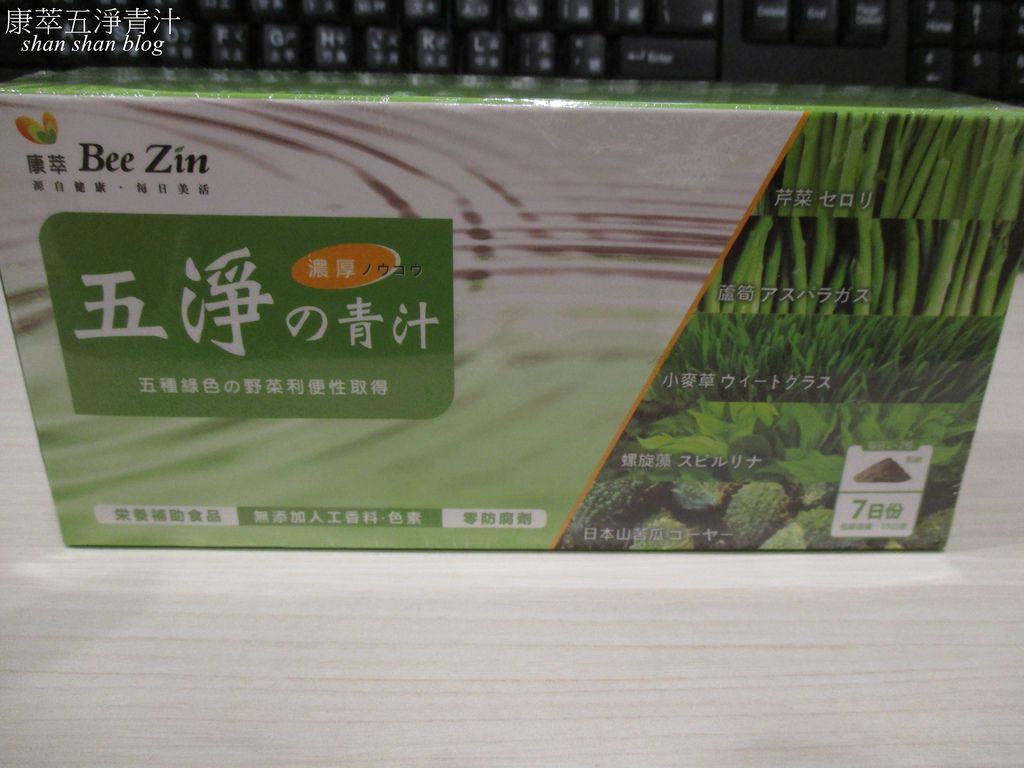 康萃五淨青汁
shan shan blog
康萃 Bee Zin
源自健康·每日美活
濃厚 ノウコウ
五淨の青汁
五種綠色の野菜利便性取得
栄養補助食品 無添加人工香料·色素 零防腐劑
芹菜 セロリ
蘆筍 アスパラガス
小麥草 ウィートグラス
螺旋藻 スピルリナ
日本山苦瓜 ゴーヤー
7日份
F
G
H
K
L
Enter